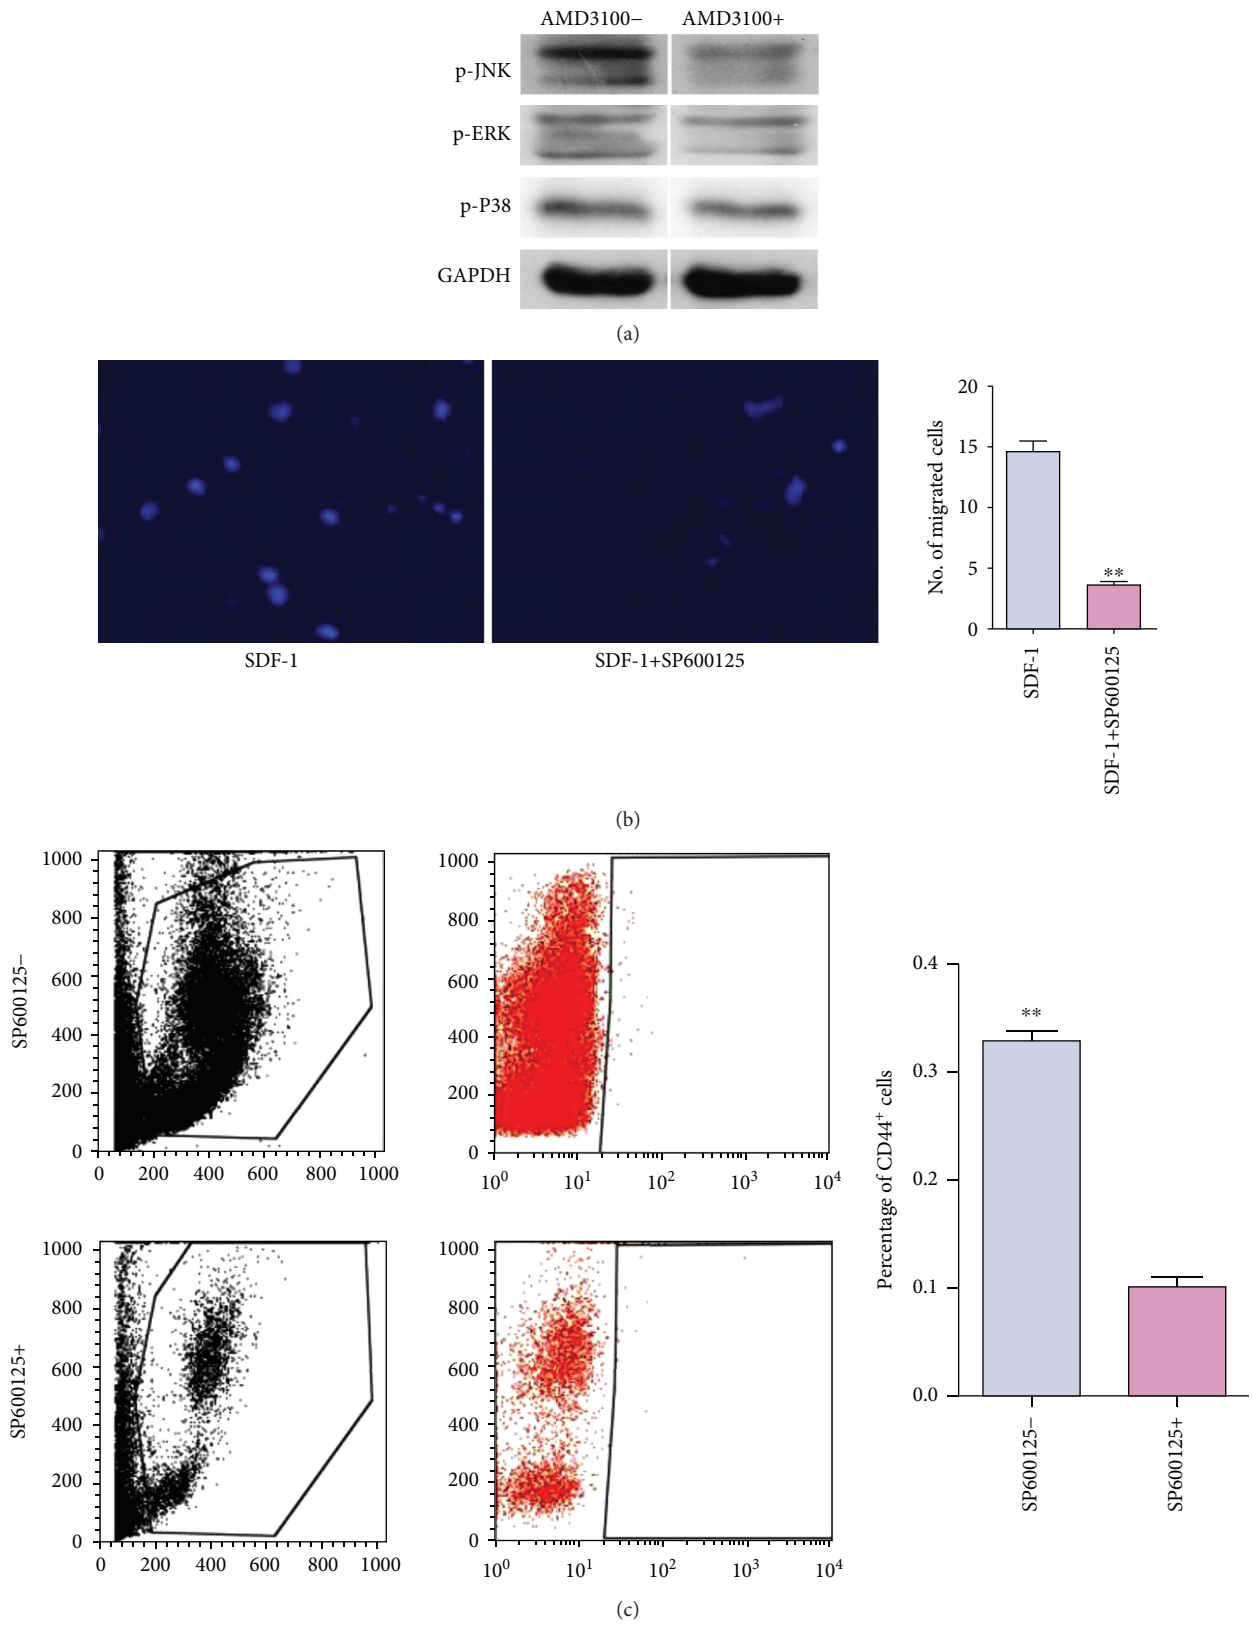 AMD3100− AMD3100+
p-JNK
p-ERK
p-P38
GAPDH
(a)
SDF-1
SDF-1+SP600125
No. of migrated cells
20
15
10
5
0
**
SDF-1
SDF-1+SP600125
(b)
SP600125−
1000
800
600
400
200
0
0 200 400 600 800 1000
1000
800
600
400
200
0
10⁰ 10¹ 10² 10³ 10⁴
SP600125+
1000
800
600
400
200
0
0 200 400 600 800 1000
1000
800
600
400
200
0
10⁰ 10¹ 10² 10³ 10⁴
Percentage of CD44⁺ cells
0.4
0.3
0.2
0.1
0.0
**
SP600125−
SP600125+
(c)